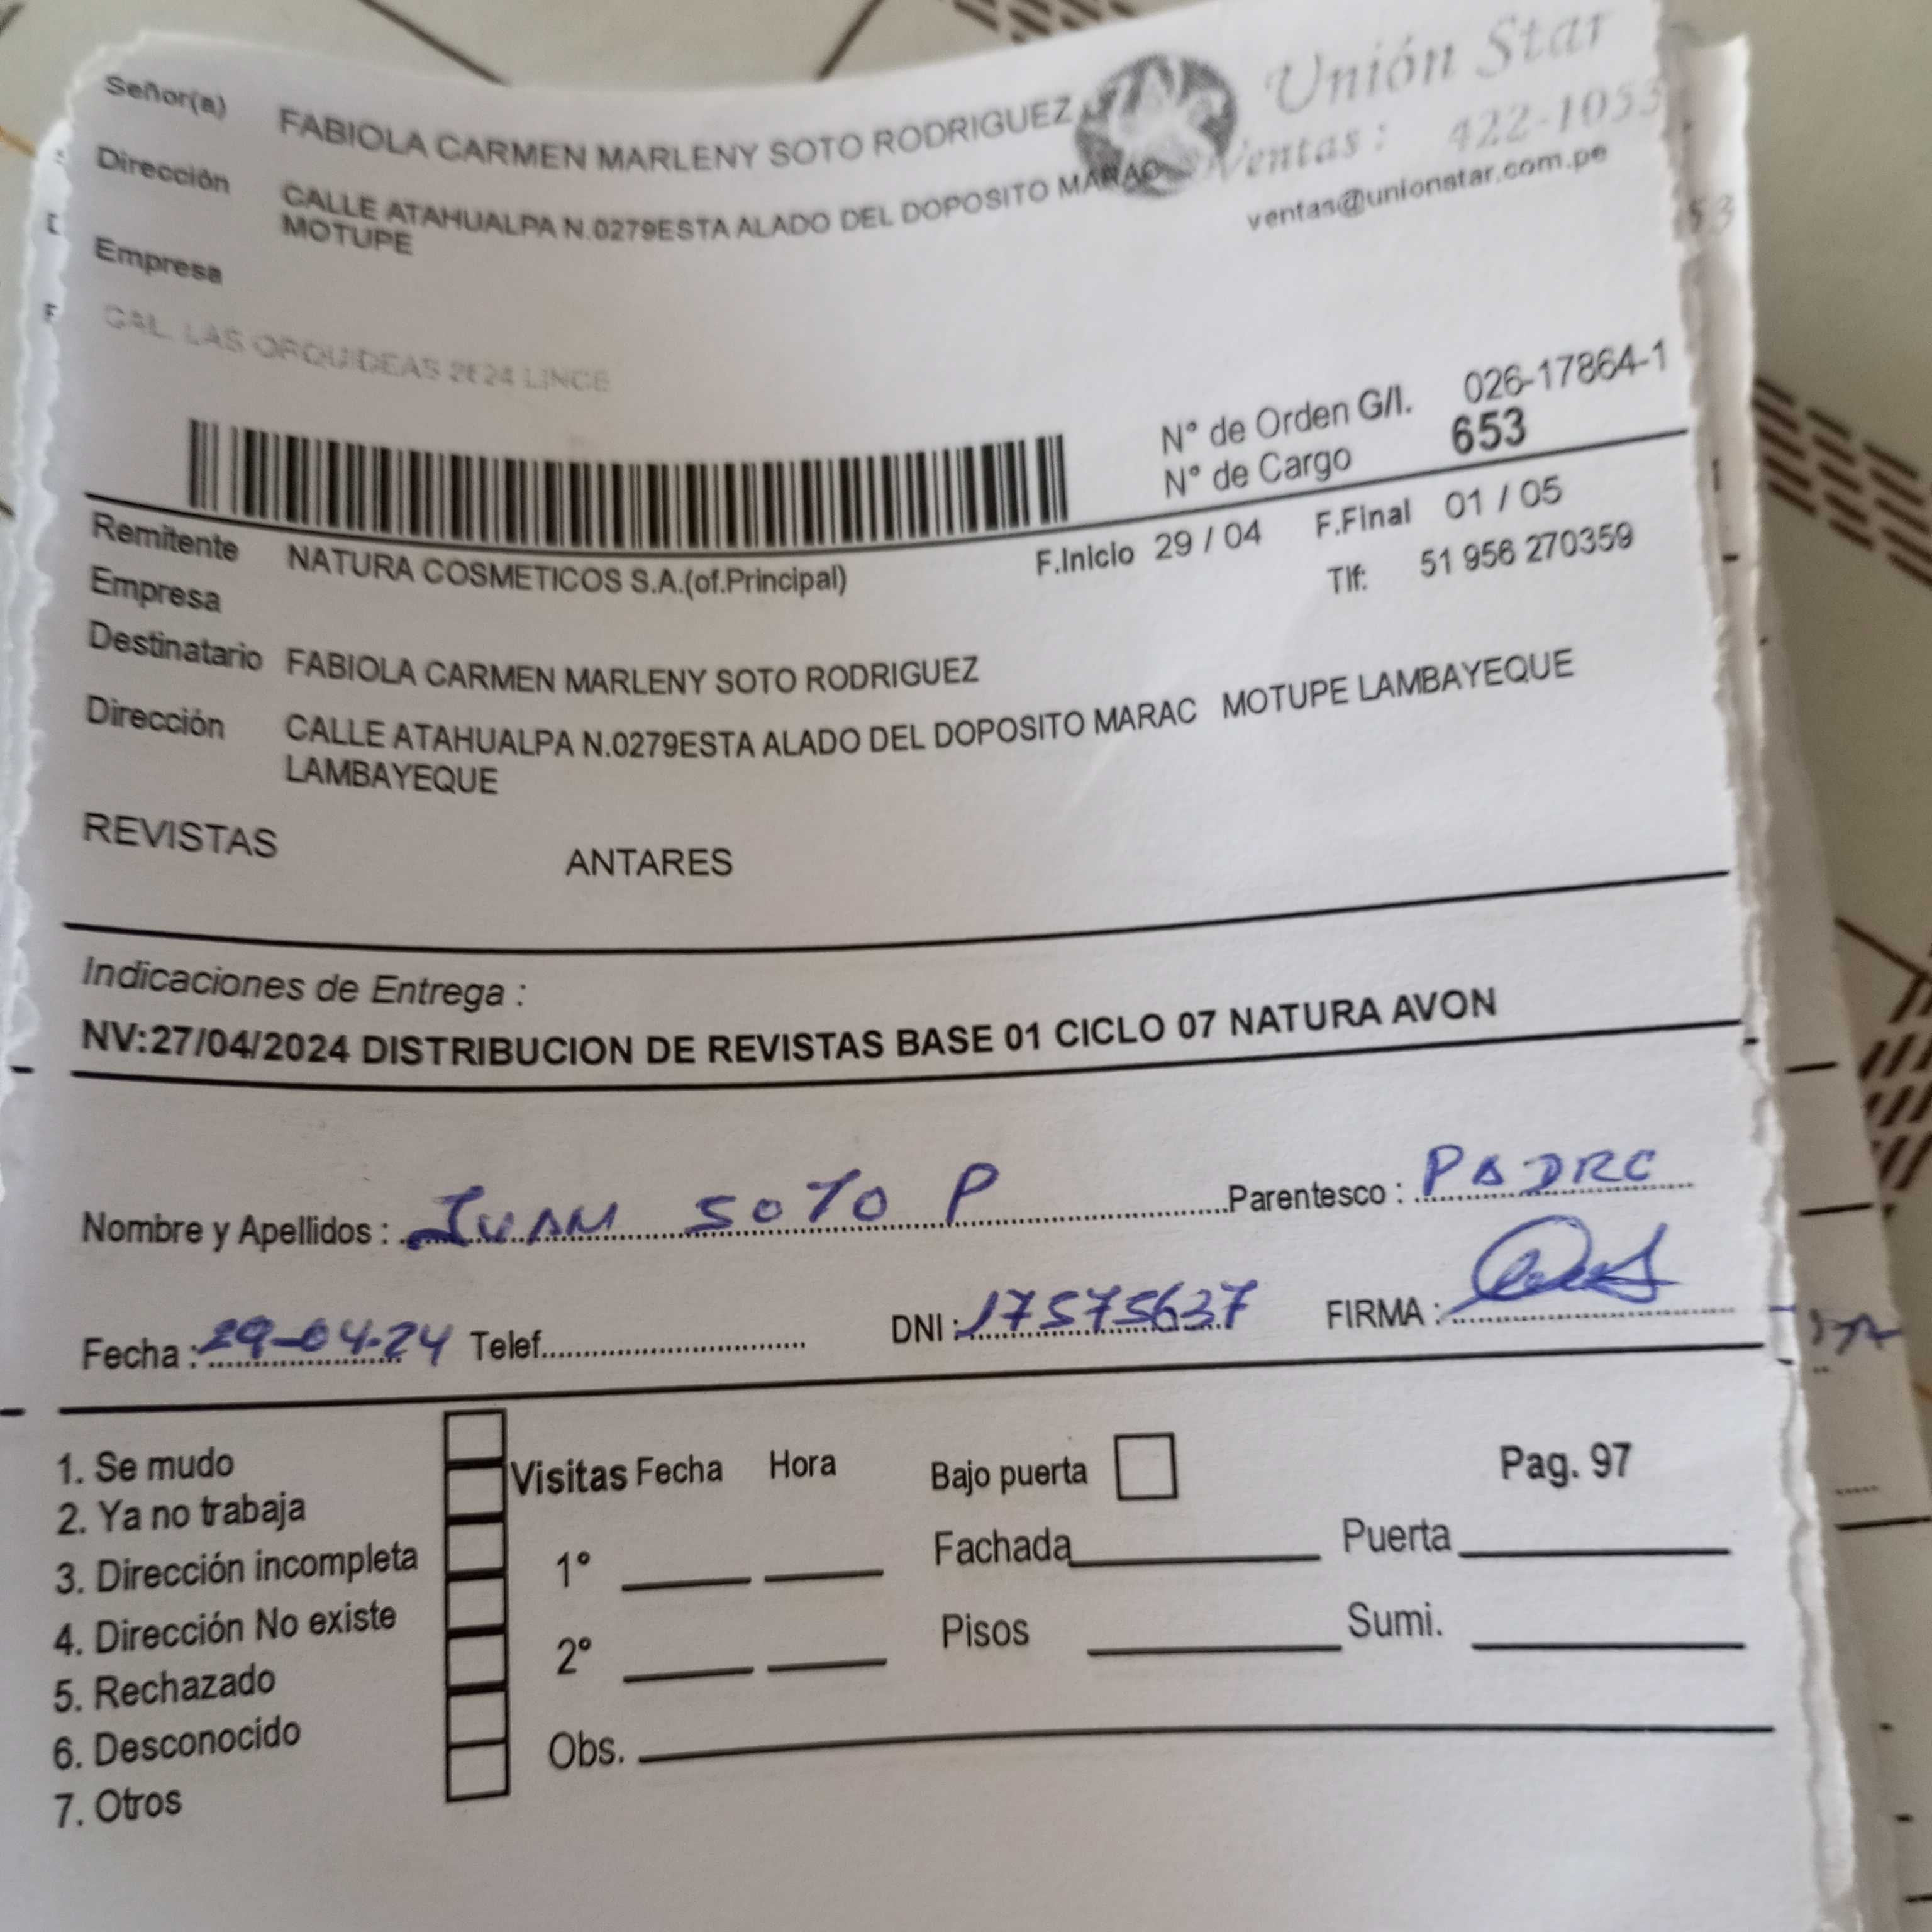 Unión Star
Señor(a) FABIOLA CARMEN MARLENY SOTO RODRIGUEZ
Ventas : 422-1053
Dirección CALLE ATAHUALPA N.0279ESTA ALADO DEL DOPOSITO MARAC
MOTUPE
ventas@unionstar.com.pe
Empresa
CAL. LAS ORQUIDEAS 2624 LINCE
N° de Orden G/I. 026-17864-1
N° de Cargo 653
Remitente NATURA COSMETICOS S.A.(of.Principal) F.Inicio 29 / 04 F.Final 01 / 05
Empresa Tlf: 51 956 270359
Destinatario FABIOLA CARMEN MARLENY SOTO RODRIGUEZ
Dirección CALLE ATAHUALPA N.0279ESTA ALADO DEL DOPOSITO MARAC MOTUPE LAMBAYEQUE
LAMBAYEQUE
REVISTAS ANTARES
Indicaciones de Entrega :
NV:27/04/2024 DISTRIBUCION DE REVISTAS BASE 01 CICLO 07 NATURA AVON
Nombre y Apellidos : JUAN SOTO P Parentesco : PADRE
Fecha : 29-04-24 Telef. DNI : 17575637 FIRMA :
1. Se mudo
2. Ya no trabaja
3. Dirección incompleta
4. Dirección No existe
5. Rechazado
6. Desconocido
7. Otros
Visitas Fecha Hora Bajo puerta Pag. 97
1° Fachada Puerta
2° Pisos Sumi.
Obs.